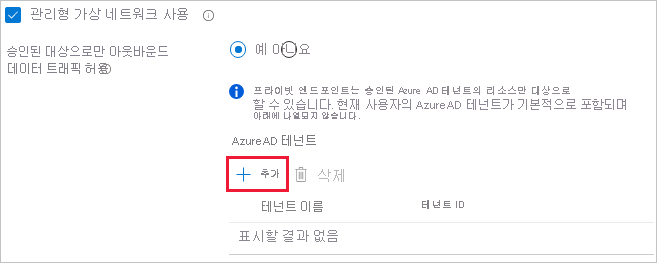 관리형 가상 네트워크 사용
승인된 대상으로만 아웃바운드
데이터 트래픽 허용
예 아니요
프라이빗 엔드포인트는 승인된 Azure AD 테넌트의 리소스만 대상으로
할 수 있습니다. 현재 사용자의 Azure AD 테넌트가 기본적으로 포함되며
아래에 나열되지 않습니다.
Azure AD 테넌트
추가 삭제
테넌트 이름 테넌트 ID
표시할 결과 없음